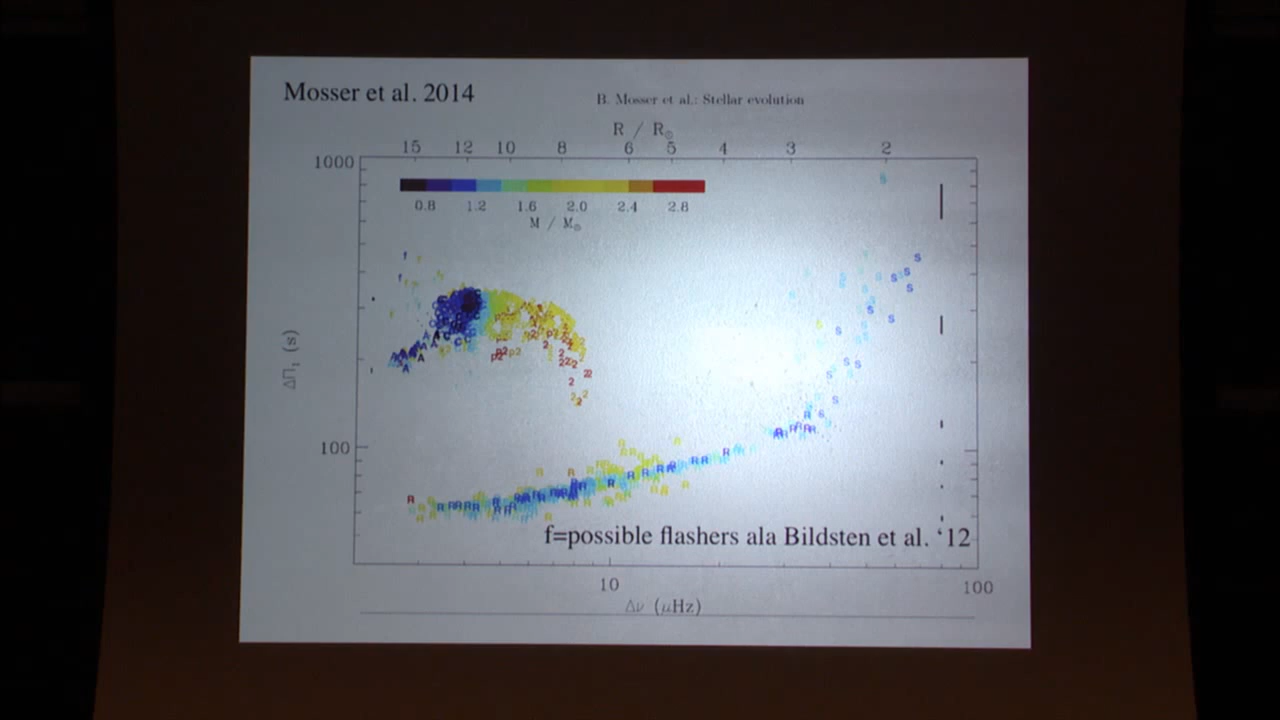 Mosser et al. 2014
B. Mosser et al.: Stellar evolution
R / R☉
15 12 10 8 6 5 4 3 2
1000
0.8 1.2 1.6 2.0 2.4 2.8
M / M☉
ΔΠ₁ (s)
100
f=possible flashers ala Bildsten et al. ‘12
10 100
Δν (μHz)